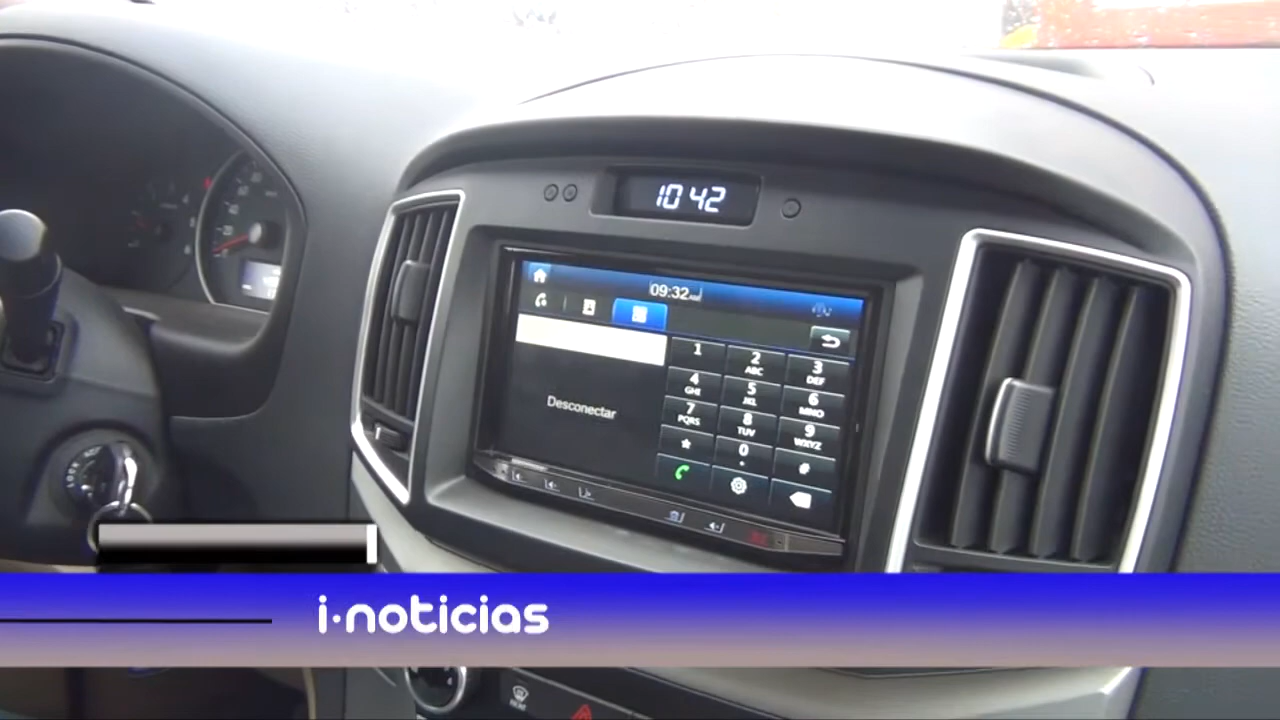 10 42
09:32 AM
1
2 ABC
3 DEF
4 GHI
5 JKL
6 MNO
7 PQRS
8 TUV
9 WXYZ
*
0
#
Desconectar
i·noticias